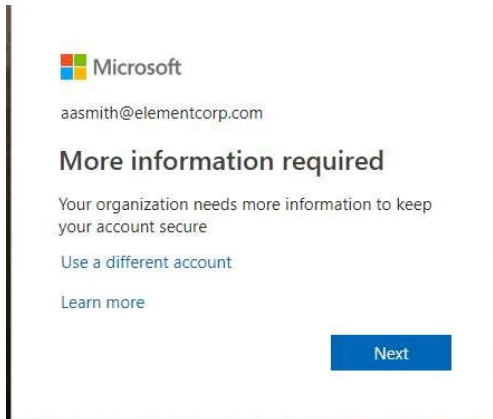 Microsoft
aasmith@elementcorp.com
More information required
Your organization needs more information to keep
your account secure
Use a different account
Learn more
Next